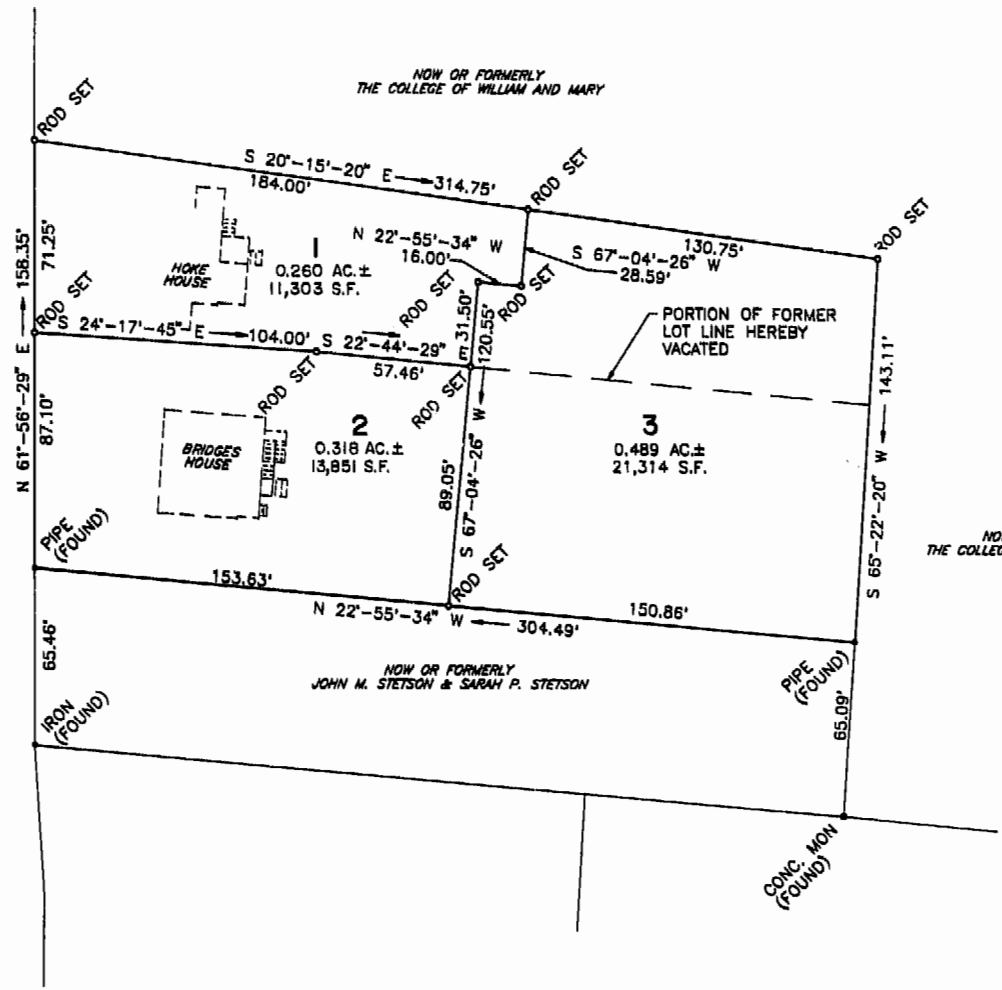 NOW OR FORMERLY
THE COLLEGE OF WILLIAM AND MARY
ROD SET
S 20°-15'-20" E 314.75'
184.00'
ROD SET
130.75'
ROD SET
N 61°-56'-29" E 158.35'
71.25'
HOKE
HOUSE
1
0.260 AC.±
11,303 S.F.
N 22°-55'-34" W
16.00'
S 67°-04'-26" W
28.59'
ROD SET
ROD SET
ROD SET
S 24°-17'-45" E 104.00'
S 22°-44'-29" E
57.46'
31.50'
120.55'
PORTION OF FORMER
LOT LINE HEREBY
VACATED
ROD SET
ROD SET
87.10'
BRIDGES
HOUSE
2
0.318 AC.±
13,851 S.F.
89.05'
S 67°-04'-26" W
3
0.489 AC.±
21,314 S.F.
S 65°-22'-20" W 143.11'
THE COLLEG
PIPE
(FOUND)
153.63'
ROD SET
N 22°-55'-34" W 304.49'
150.86'
65.46'
NOW OR FORMERLY
JOHN M. STETSON & SARAH P. STETSON
PIPE
(FOUND)
65.09'
IRON
(FOUND)
CONC. MON
(FOUND)